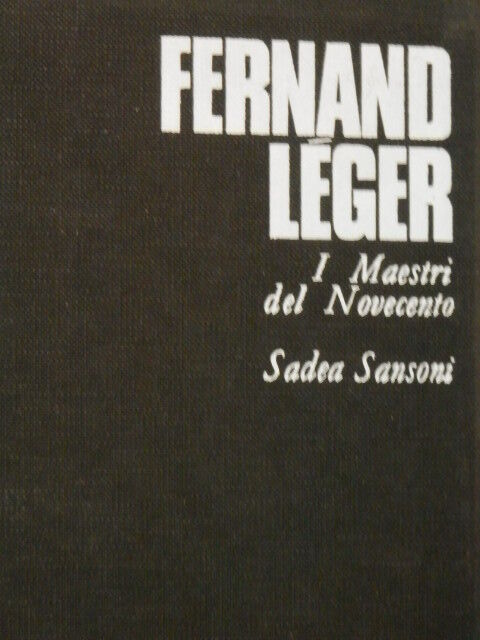 FERNAND
LÉGER
I Maestri
del Novecento
Sadea Sansoni